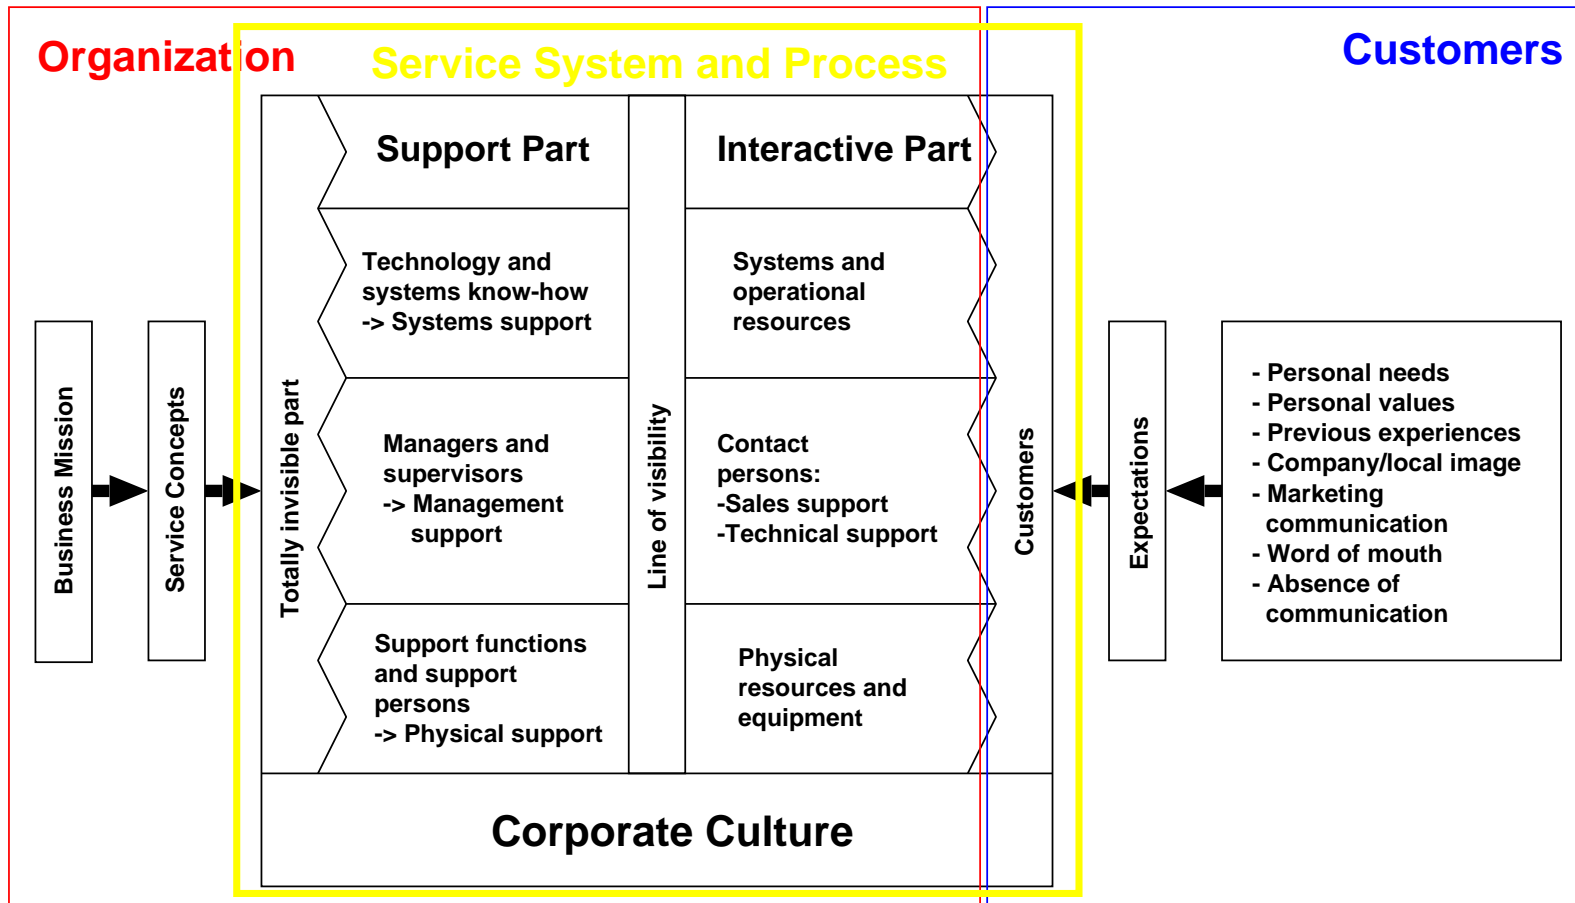 Organization
Service System and Process
Customers
Support Part
Interactive Part
Technology and
systems know-how
-> Systems support
Systems and
operational
resources
Business Mission
Service Concepts
Totally invisible part
Managers and
supervisors
-> Management
support
Line of visibility
Contact
persons:
-Sales support
-Technical support
Customers
Expectations
- Personal needs
- Personal values
- Previous experiences
- Company/local image
- Marketing
communication
- Word of mouth
- Absence of
communication
Support functions
and support
persons
-> Physical support
Physical
resources and
equipment
Corporate Culture